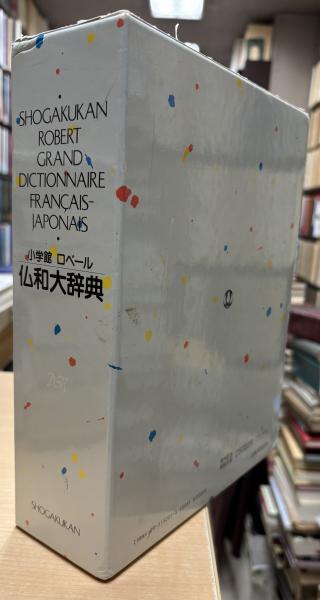 SHOGAKUKAN
ROBERT
GRAND
DICTIONNAIRE
FRANÇAIS-
JAPONAIS
小学館 ロベール
仏和大辞典
SHOGAKUKAN